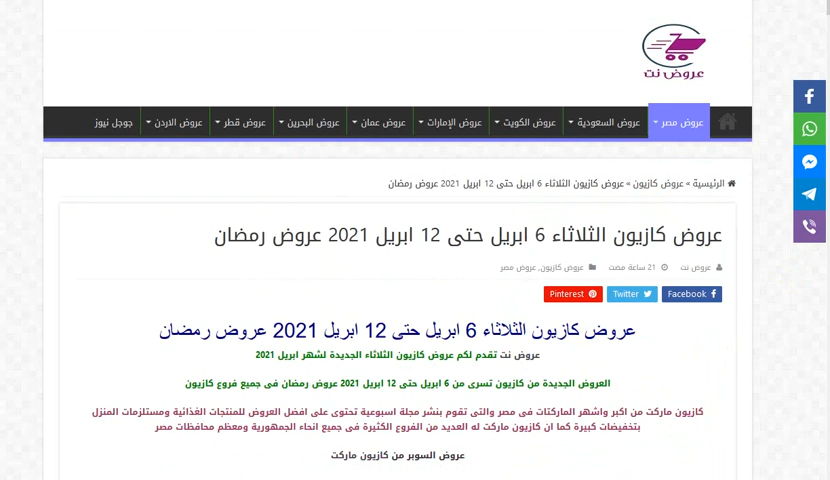 عروض نت
عروض مصر
عروض السعودية
عروض الكويت
عروض الإمارات
عروض عمان
عروض البحرين
عروض قطر
عروض الاردن
جوجل نيوز
الرئيسية » عروض كازيون » عروض كازيون الثلاثاء 6 ابريل حتى 12 ابريل 2021 عروض رمضان
عروض كازيون الثلاثاء 6 ابريل حتى 12 ابريل 2021 عروض رمضان
عروض نت 21 ساعة مضت عروض كازيون, عروض مصر
Facebook Twitter Pinterest
عروض كازيون الثلاثاء 6 ابريل حتى 12 ابريل 2021 عروض رمضان
عروض نت تقدم لكم عروض كازيون الثلاثاء الجديدة لشهر ابريل 2021
العروض الجديدة من كازيون تسرى من 6 ابريل حتى 12 ابريل 2021 عروض رمضان فى جميع فروع كازيون
كازيون ماركت من اكبر واشهر الماركتات فى مصر والتى تقوم بنشر مجلة اسبوعية تحتوى على افضل العروض للمنتجات الغذائية ومستلزمات المنزل
بتخفيضات كبيرة كما ان كازيون ماركت له العديد من الفروع الكثيرة فى جميع انحاء الجمهورية ومعظم محافظات مصر
عروض السوبر من كازيون ماركت